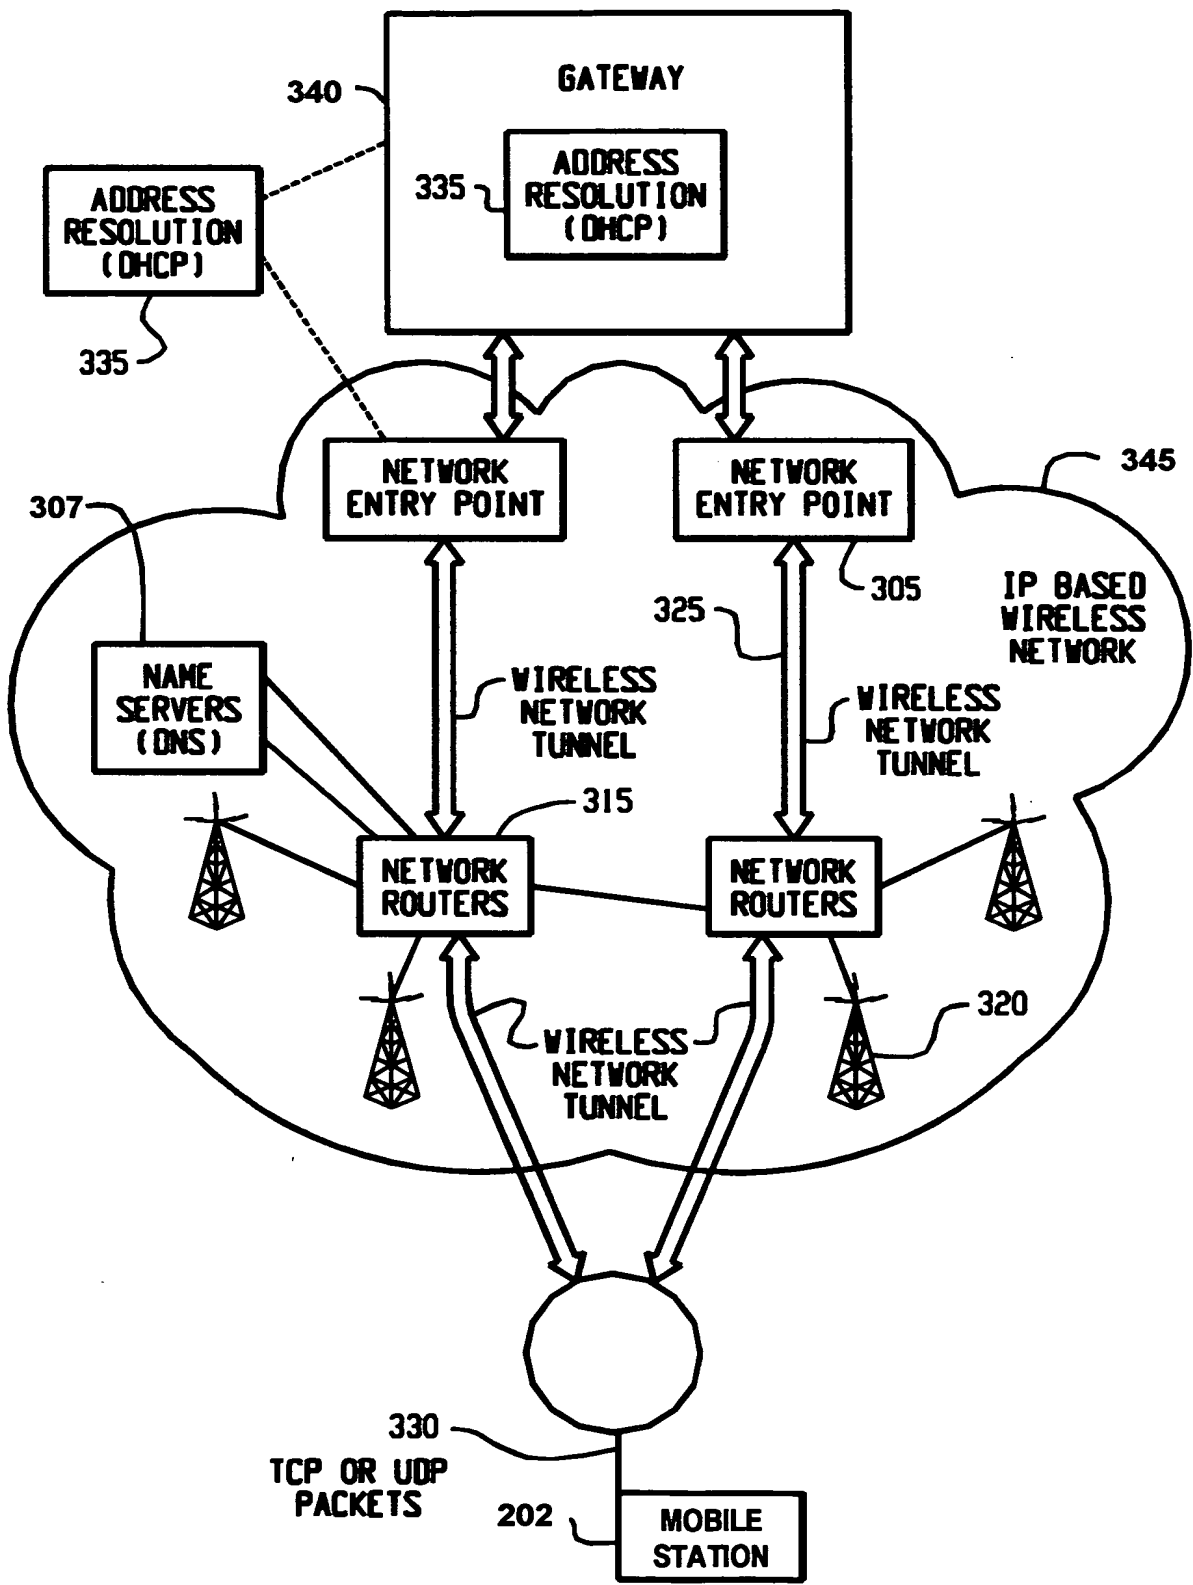 GATEWAY
340
ADDRESS
RESOLUTION
(DHCP)
335
ADDRESS
RESOLUTION
(DHCP)
335
NETWORK
ENTRY POINT
NETWORK
ENTRY POINT
345
307
305
IP BASED
WIRELESS
NETWORK
325
NAME
SERVERS
(DNS)
WIRELESS
NETWORK
TUNNEL
WIRELESS
NETWORK
TUNNEL
315
NETWORK
ROUTERS
NETWORK
ROUTERS
320
WIRELESS
NETWORK
TUNNEL
330
TCP OR UDP
PACKETS
202
MOBILE
STATION